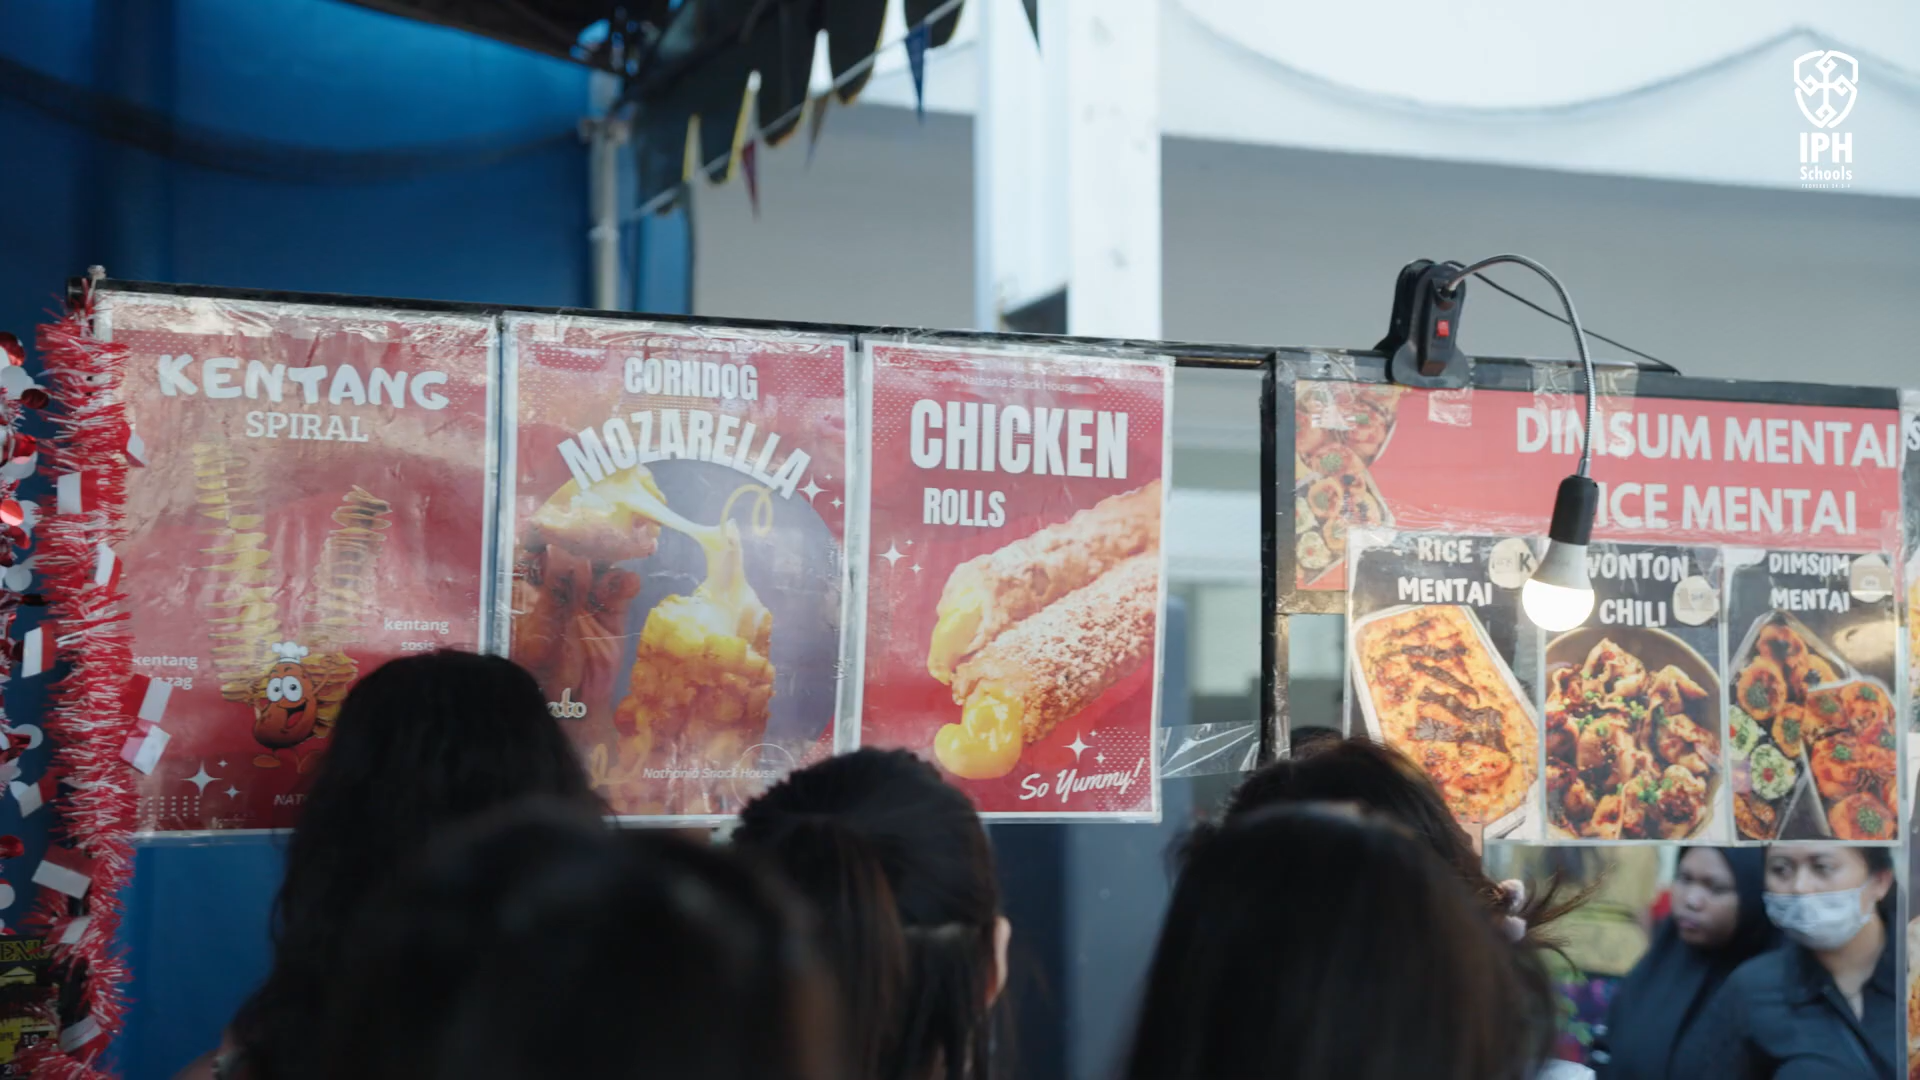 IPH
Schools
KENTANG
SPIRAL
kentang
sosis
kentang
zag
CORNDOG
MOZARELLA
Nathania Snack House
Nathania Snack House
CHICKEN
ROLLS
So Yummy!
DIMSUM MENTAI
RICE MENTAI
RICE
MENTAI
WONTON
CHILI
DIMSUM
MENTAI